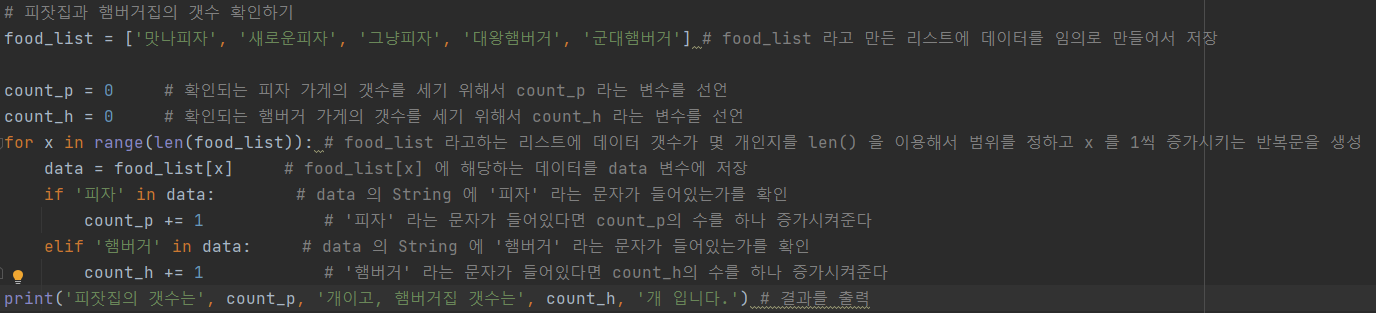 # 피잣집과 햄버거집의 갯수 확인하기
food_list = ['맛나피자', '새로운피자', '그냥피자', '대왕햄버거', '군대햄버거'] # food_list 라고 만든 리스트에 데이터를 임의로 만들어서 저장
count_p = 0 # 확인되는 피자 가게의 갯수를 세기 위해서 count_p 라는 변수를 선언
count_h = 0 # 확인되는 햄버거 가게의 갯수를 세기 위해서 count_h 라는 변수를 선언
for x in range(len(food_list)): # food_list 라고하는 리스트에 데이터 갯수가 몇 개인지를 len() 을 이용해서 범위를 정하고 x 를 1씩 증가시키는 반복문을 생성
    data = food_list[x] # food_list[x] 에 해당하는 데이터를 data 변수에 저장
    if '피자' in data: # data 의 String 에 '피자' 라는 문자가 들어있는가를 확인
        count_p += 1 # '피자' 라는 문자가 들어있다면 count_p의 수를 하나 증가시켜준다
    elif '햄버거' in data: # data 의 String 에 '햄버거' 라는 문자가 들어있는가를 확인
        count_h += 1 # '햄버거' 라는 문자가 들어있다면 count_h의 수를 하나 증가시켜준다
print('피잣집의 갯수는', count_p, '개이고, 햄버거집 갯수는', count_h, '개 입니다.') # 결과를 출력